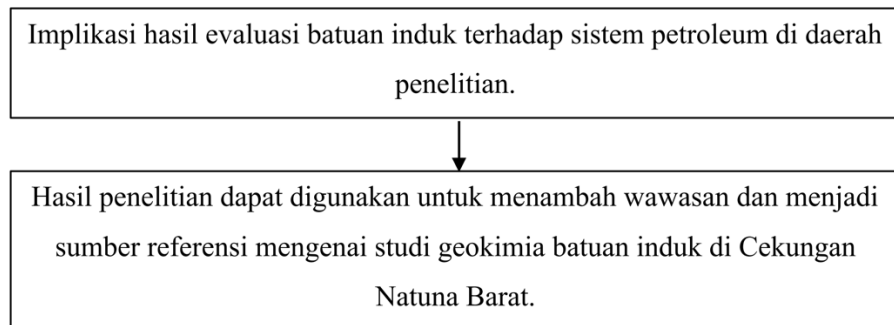 Implikasi hasil evaluasi batuan induk terhadap sistem petroleum di daerah
penelitian.
Hasil penelitian dapat digunakan untuk menambah wawasan dan menjadi
sumber referensi mengenai studi geokimia batuan induk di Cekungan
Natuna Barat.